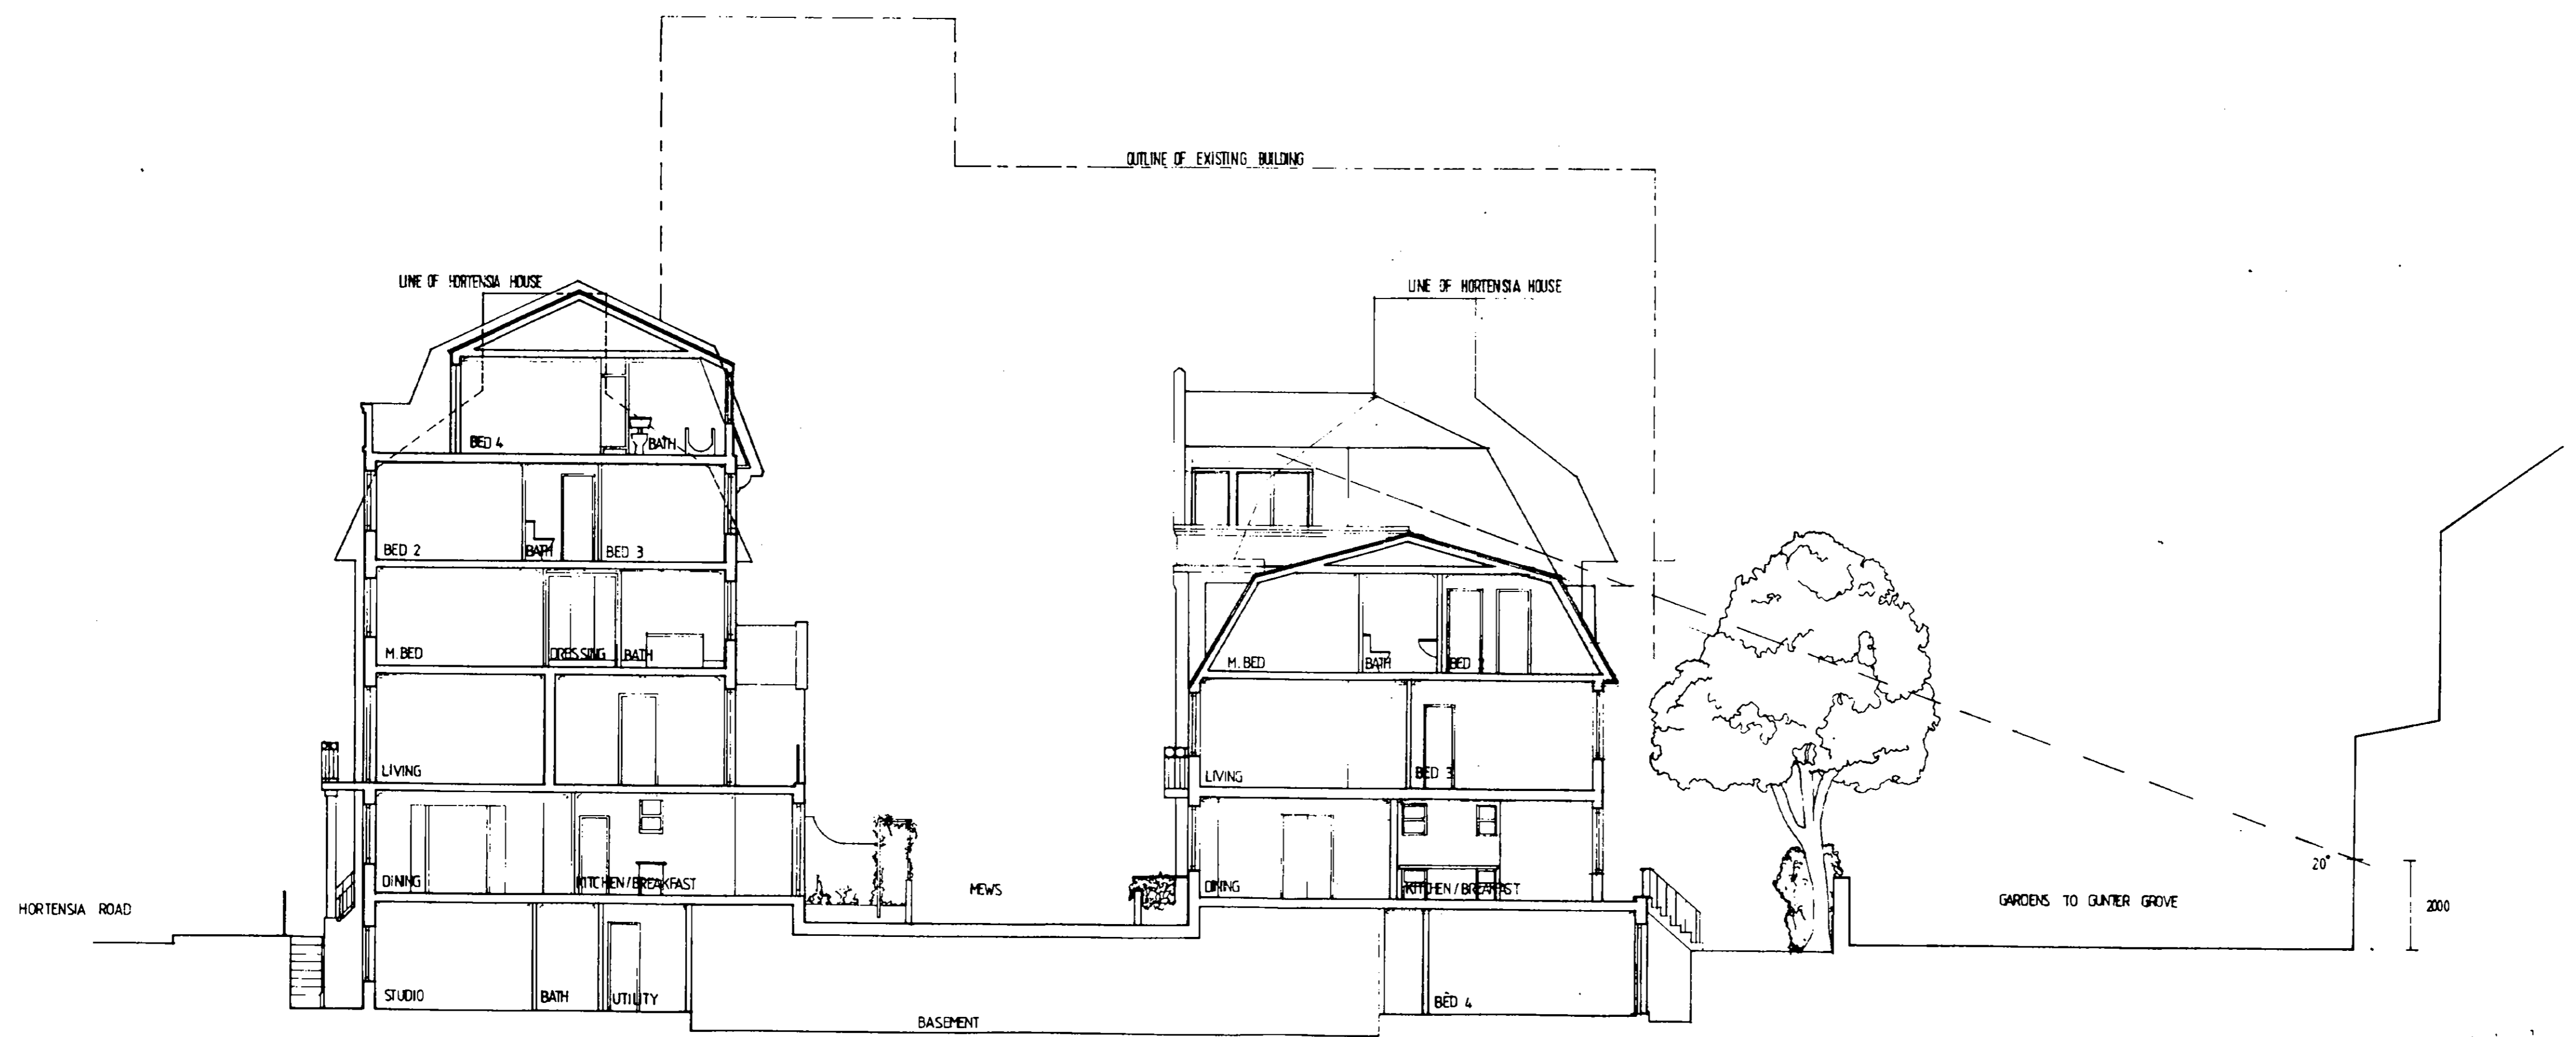 OUTLINE OF EXISTING BUILDING
LINE OF HORTENSIA HOUSE
LINE OF HORTENSIA HOUSE
BED 4
BATH
BED 2
BATH
BED 3
M. BED
DRESSING
BATH
M. BED
BATH
BED
LIVING
LIVING
BED 3
DINING
KITCHEN/BREAKFAST
MEWS
DINING
KITCHEN/BREAKFAST
20°
HORTENSIA ROAD
GARDENS TO GUNTER GROVE
2000
STUDIO
BATH
UTILITY
BED 4
BASEMENT